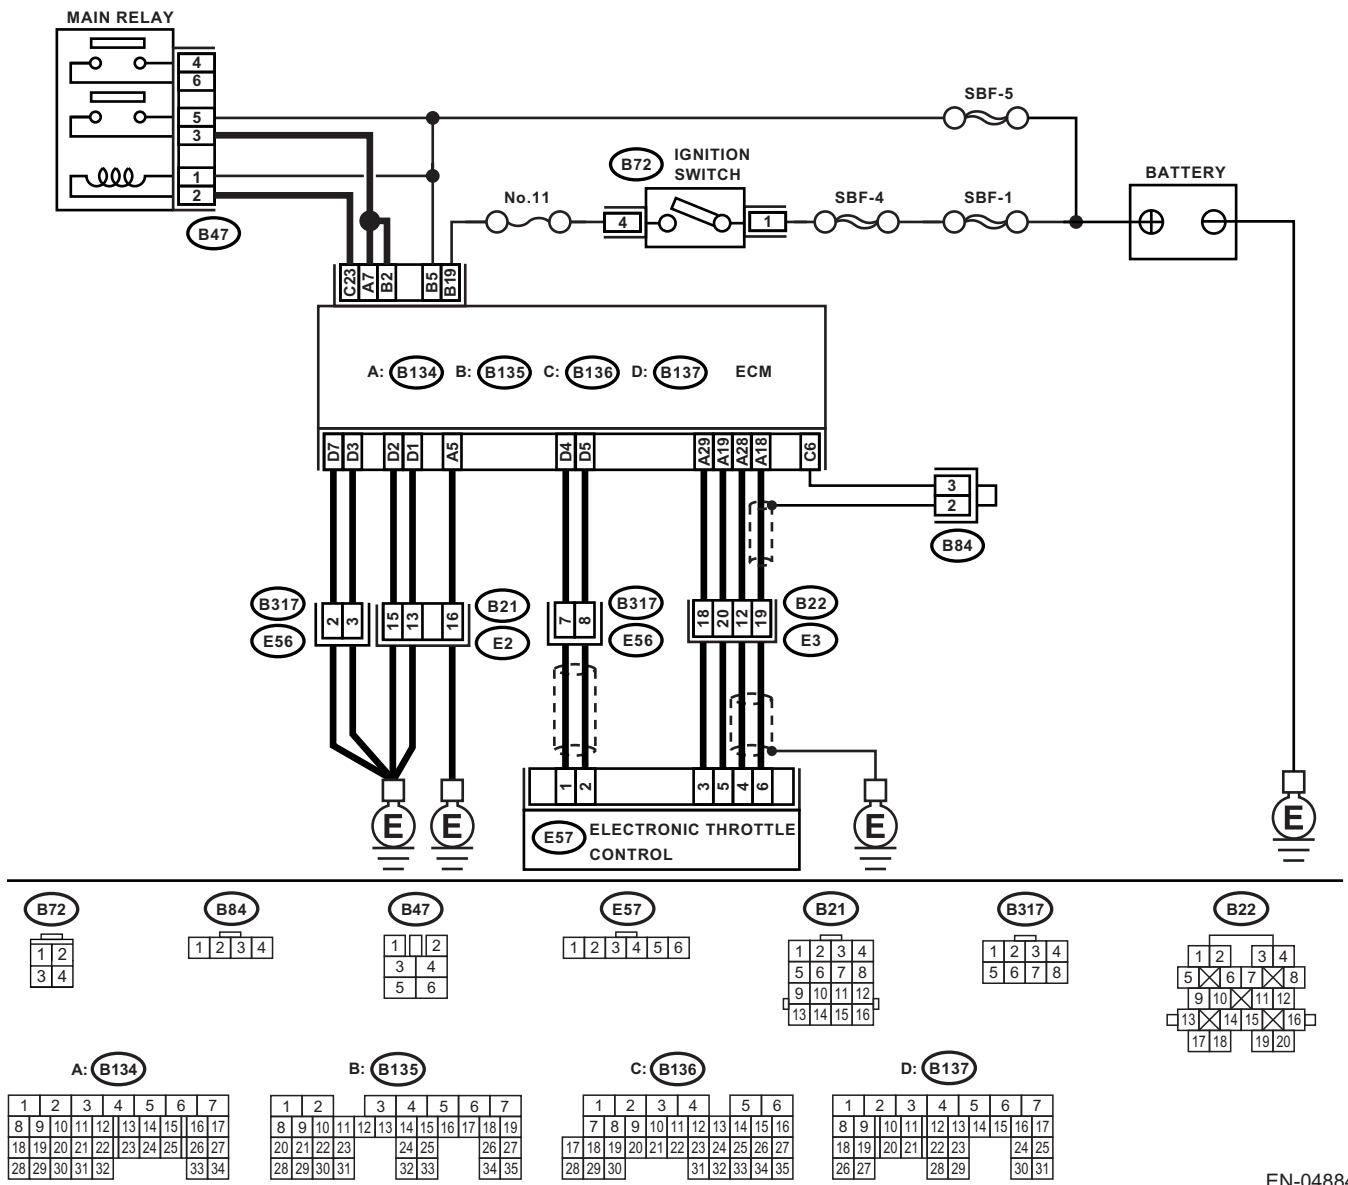 MAIN RELAY
4
6
5
3
1
2
B47
SBF-5
B72 IGNITION
SWITCH
No.11
4
1
SBF-4
SBF-1
BATTERY
C23 A7 B2 B5 B19
A: B134 B: B135 C: B136 D: B137 ECM
D7 D3 D2 D1 A5 D4 D5 A29 A19 A28 A18 C6
3
2
B84
B317
E56
2 3
15 13 16
B21
E2
7 8
B317
E56
18 20 12 19
B22
E3
1 2 3 5 4 6
E57 ELECTRONIC THROTTLE
CONTROL
E E E E
B72 B84 B47 E57 B21 B317 B22
1 2
3 4
1 2 3 4
1 2
3 4
5 6
1 2 3 4 5 6
1 2 3 4
5 6 7 8
9 10 11 12
13 14 15 16
1 2 3 4
5 6 7 8
1 2 3 4
5 6 7 8
9 10 11 12
13 14 15 16
17 18 19 20
A: B134
1 2 3 4 5 6 7
8 9 10 11 12 13 14 15 16 17
18 19 20 21 22 23 24 25 26 27
28 29 30 31 32 33 34
B: B135
1 2 3 4 5 6 7
8 9 10 11 12 13 14 15 16 17 18 19
20 21 22 23 24 25 26 27
28 29 30 31 32 33 34 35
C: B136
1 2 3 4 5 6
7 8 9 10 11 12 13 14 15 16
17 18 19 20 21 22 23 24 25 26 27
28 29 30 31 32 33 34 35
D: B137
1 2 3 4 5 6 7
8 9 10 11 12 13 14 15 16 17
18 19 20 21 22 23 24 25
26 27 28 29 30 31
EN-04884